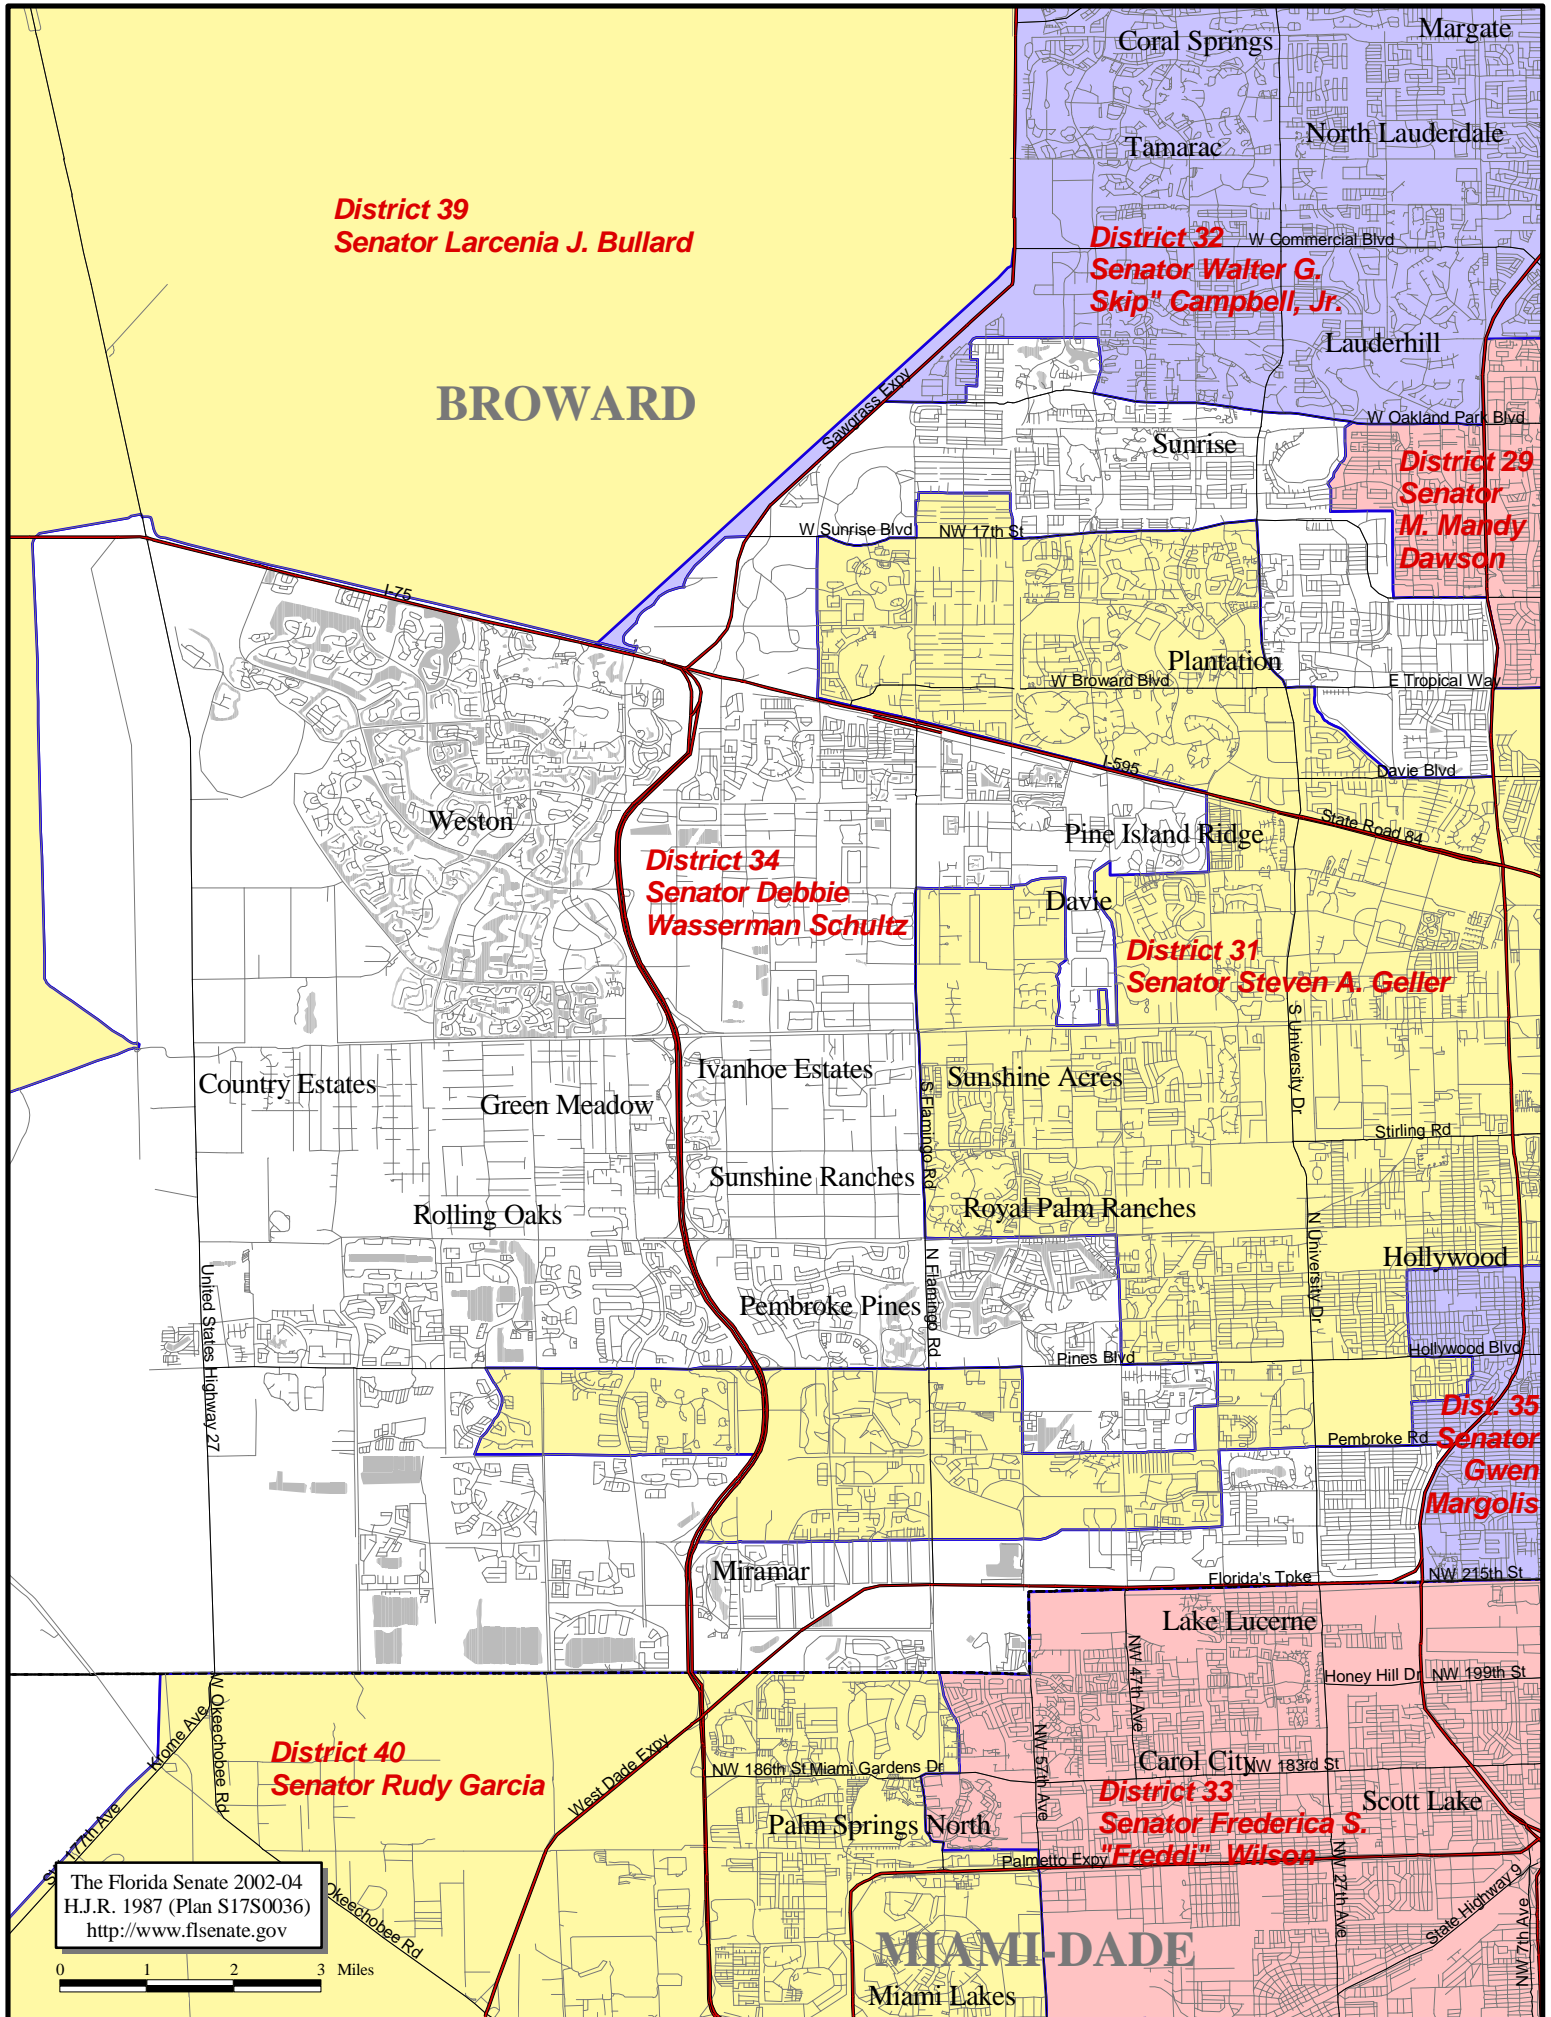 Coral Springs
Margate
Tamarac
North Lauderdale
District 39
Senator Larcenia J. Bullard
District 32
Senator Walter G.
Skip" Campbell, Jr.
W Commercial Blvd
Lauderhill
BROWARD
Sawgrass Expy
W Oakland Park Blvd
Sunrise
District 29
Senator
M. Mandy
Dawson
W Sunrise Blvd
NW 17th St
I-75
Plantation
W Broward Blvd
E Tropical Way
I-595
Davie Blvd
State Road 84
Weston
Pine Island Ridge
District 34
Senator Debbie
Wasserman Schultz
Davie
District 31
Senator Steven A. Geller
S University Dr
Ivanhoe Estates
Sunshine Acres
Country Estates
Green Meadow
S Flamingo Rd
Stirling Rd
Sunshine Ranches
Royal Palm Ranches
Rolling Oaks
N University Dr
Hollywood
United States Highway 27
N Flamingo Rd
Pembroke Pines
Pines Blvd
Hollywood Blvd
Dist. 35
Senator
Gwen
Margolis
Pembroke Rd
Miramar
Florida's Tpke
NW 215th St
Lake Lucerne
NW 47th Ave
Honey Hill Dr
NW 199th St
W Okeechobee Rd
Krome Ave
District 40
Senator Rudy Garcia
West Dade Expy
NW 57th Ave
NW 186th St
Miami Gardens Dr
Carol City
NW 183rd St
District 33
Senator Frederica S.
"Freddi" Wilson
Scott Lake
Palm Springs North
Palmetto Expy
SW 177th Ave
Okeechobee Rd
NW 27th Ave
State Highway 9
NW 7th Ave
The Florida Senate 2002-04
H.J.R. 1987 (Plan S17S0036)
http://www.flsenate.gov
MIAMI-DADE
0 1 2 3 Miles
Miami Lakes